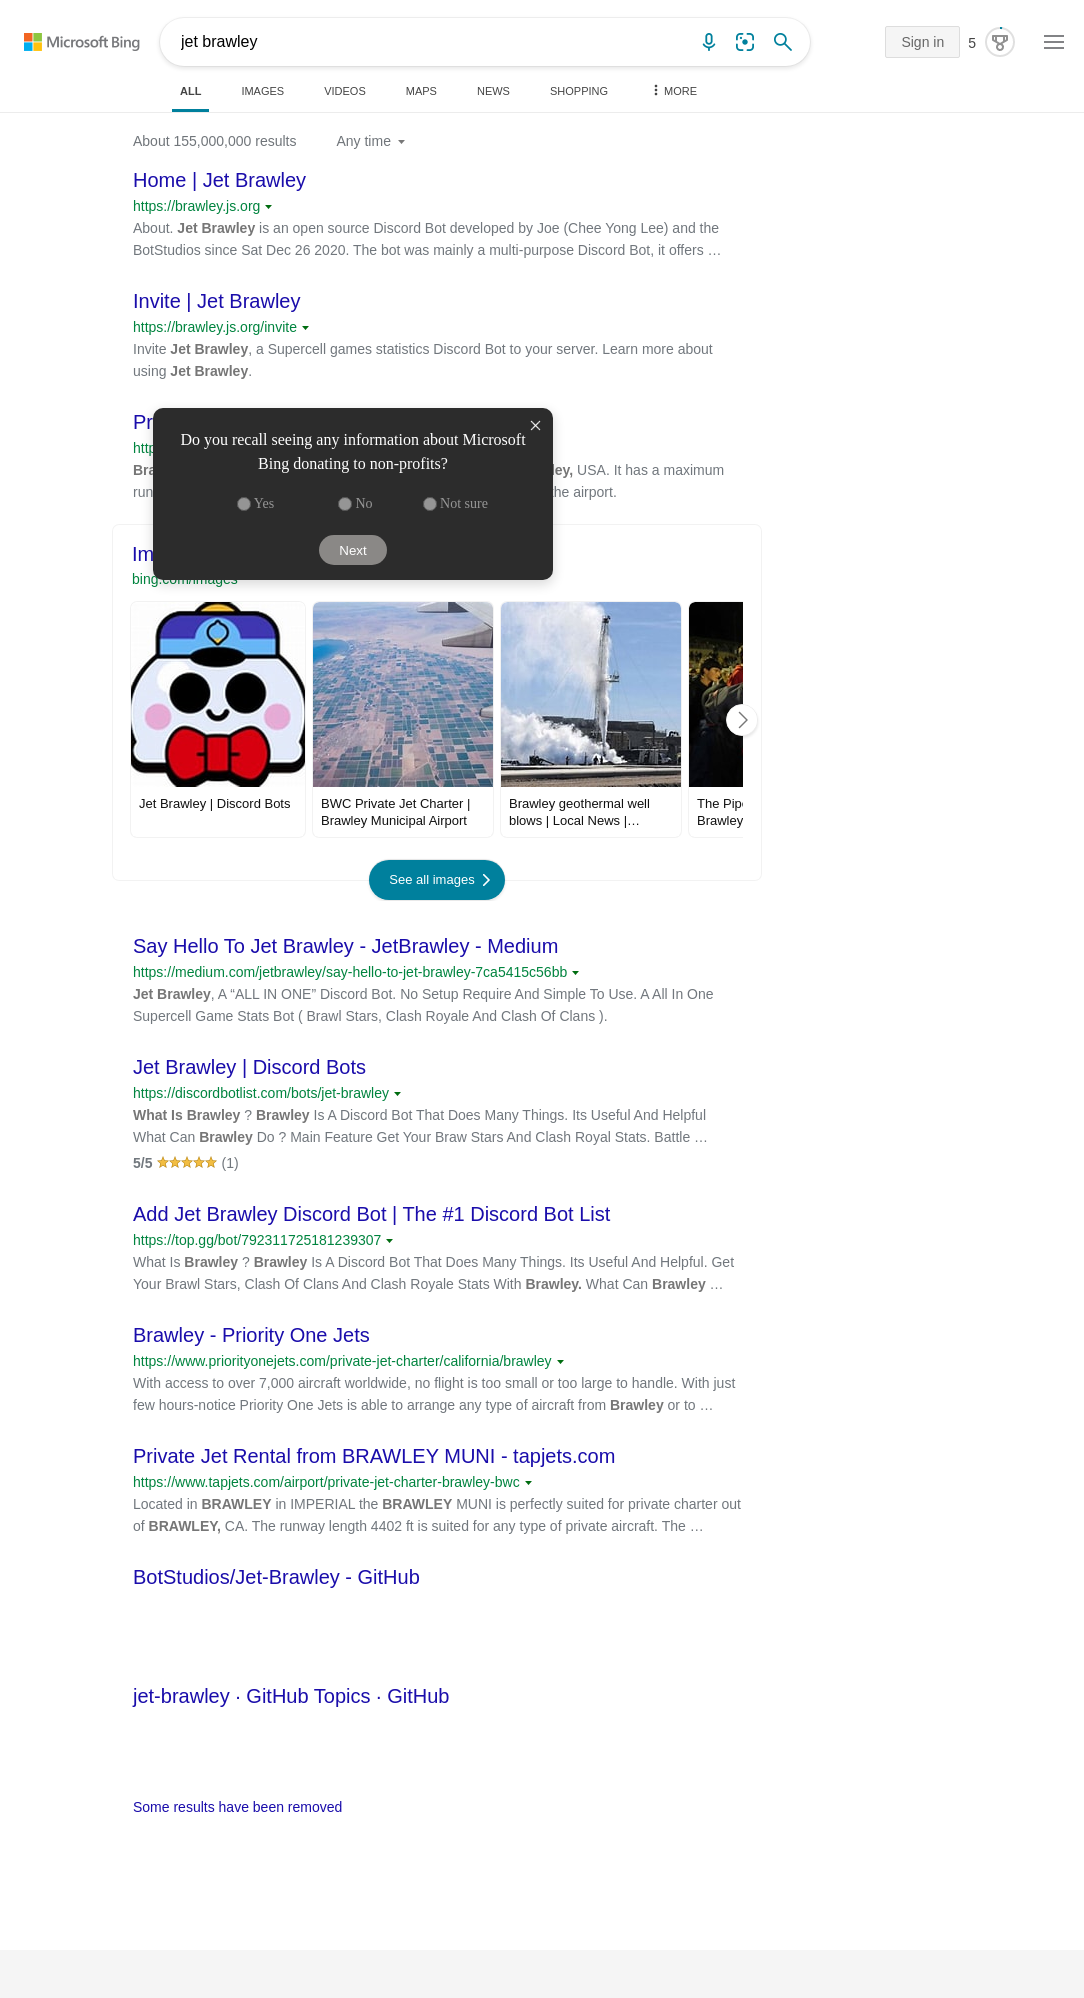 Microsoft Bing
jet brawley
Sign in
5
ALL
IMAGES
VIDEOS
MAPS
NEWS
SHOPPING
MORE
About 155,000,000 results
Any time
Home | Jet Brawley
https://brawley.js.org
About. Jet Brawley is an open source Discord Bot developed by Joe (Chee Yong Lee) and the
BotStudios since Sat Dec 26 2020. The bot was mainly a multi-purpose Discord Bot, it offers …
Invite | Jet Brawley
https://brawley.js.org/invite
Invite Jet Brawley, a Supercell games statistics Discord Bot to your server. Learn more about
using Jet Brawley.
Do you recall seeing any information about Microsoft
Bing donating to non-profits?
Yes
No
Not sure
Next
USA. It has a maximum
the airport.
bing.com/images
Jet Brawley | Discord Bots
BWC Private Jet Charter |
Brawley Municipal Airport
Brawley geothermal well
blows | Local News |…
The
Brawley
See all images
Say Hello To Jet Brawley - JetBrawley - Medium
https://medium.com/jetbrawley/say-hello-to-jet-brawley-7ca5415c56bb
Jet Brawley, A “ALL IN ONE” Discord Bot. No Setup Require And Simple To Use. A All In One
Supercell Game Stats Bot ( Brawl Stars, Clash Royale And Clash Of Clans ).
Jet Brawley | Discord Bots
https://discordbotlist.com/bots/jet-brawley
What Is Brawley ? Brawley Is A Discord Bot That Does Many Things. Its Useful And Helpful
What Can Brawley Do ? Main Feature Get Your Braw Stars And Clash Royal Stats. Battle …
5/5 (1)
Add Jet Brawley Discord Bot | The #1 Discord Bot List
https://top.gg/bot/792311725181239307
What Is Brawley ? Brawley Is A Discord Bot That Does Many Things. Its Useful And Helpful. Get
Your Brawl Stars, Clash Of Clans And Clash Royale Stats With Brawley. What Can Brawley …
Brawley - Priority One Jets
https://www.priorityonejets.com/private-jet-charter/california/brawley
With access to over 7,000 aircraft worldwide, no flight is too small or too large to handle. With just
few hours-notice Priority One Jets is able to arrange any type of aircraft from Brawley or to …
Private Jet Rental from BRAWLEY MUNI - tapjets.com
https://www.tapjets.com/airport/private-jet-charter-brawley-bwc
Located in BRAWLEY in IMPERIAL the BRAWLEY MUNI is perfectly suited for private charter out
of BRAWLEY, CA. The runway length 4402 ft is suited for any type of private aircraft. The …
BotStudios/Jet-Brawley - GitHub
jet-brawley · GitHub Topics · GitHub
Some results have been removed